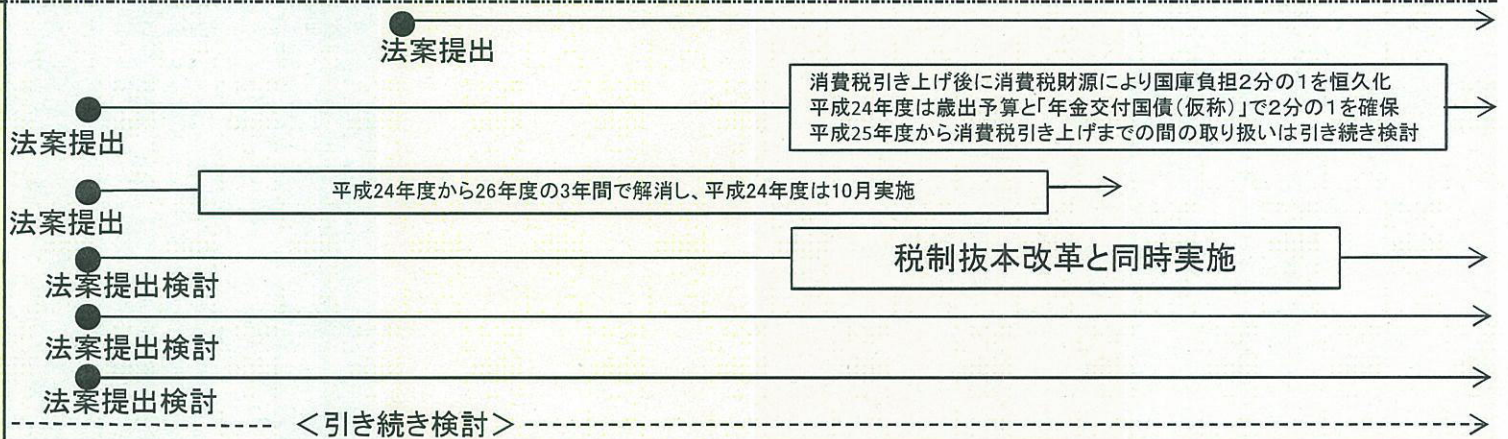 法案提出
消費税引き上げ後に消費税財源により国庫負担２分の１を恒久化
平成24年度は歳出予算と「年金交付国債（仮称）」で２分の１を確保
平成25年度から消費税引き上げまでの間の取り扱いは引き続き検討
法案提出
平成24年度から26年度の3年間で解消し、平成24年度は10月実施
法案提出
税制抜本改革と同時実施
法案提出検討
法案提出検討
法案提出検討
＜引き続き検討＞